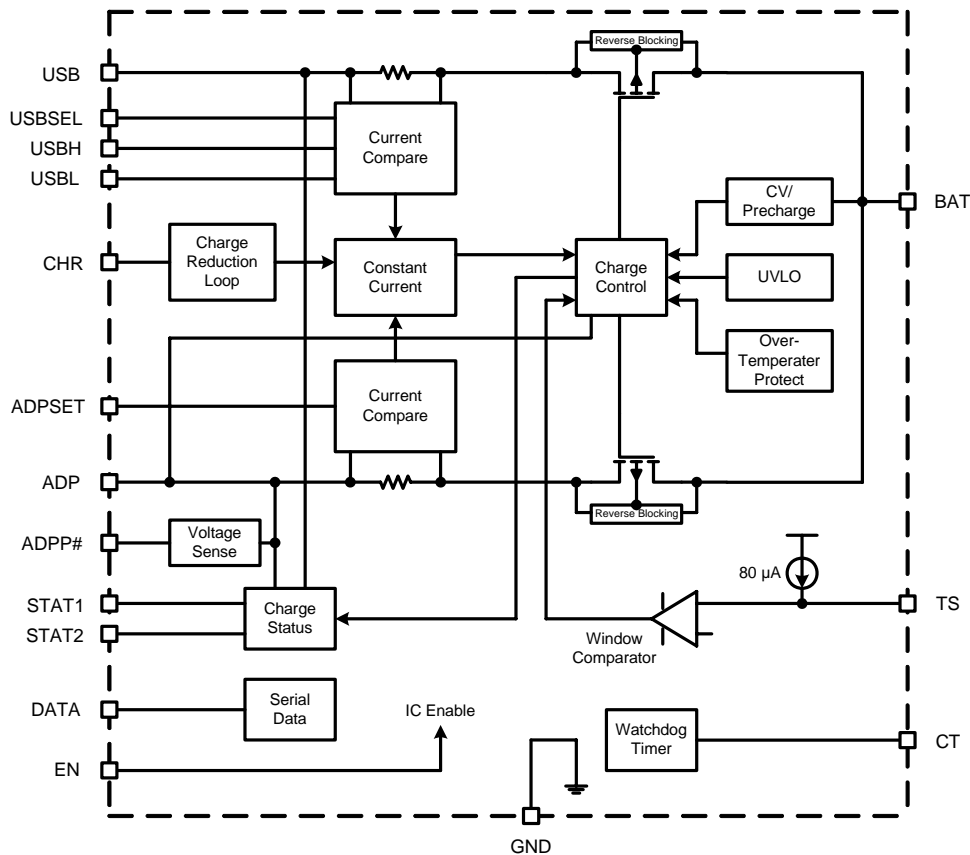 Reverse Blocking
USB
USBSEL
USBH
USBL
Current
Compare
CV/
Precharge
BAT
CHR
Charge
Reduction
Loop
Constant
Current
Charge
Control
UVLO
Over-
Temperater
Protect
ADPSET
Current
Compare
ADP
Reverse Blocking
ADPP#
Voltage
Sense
80 µA
STAT1
STAT2
Charge
Status
TS
Window
Comparator
DATA
Serial
Data
IC Enable
Watchdog
Timer
CT
EN
GND